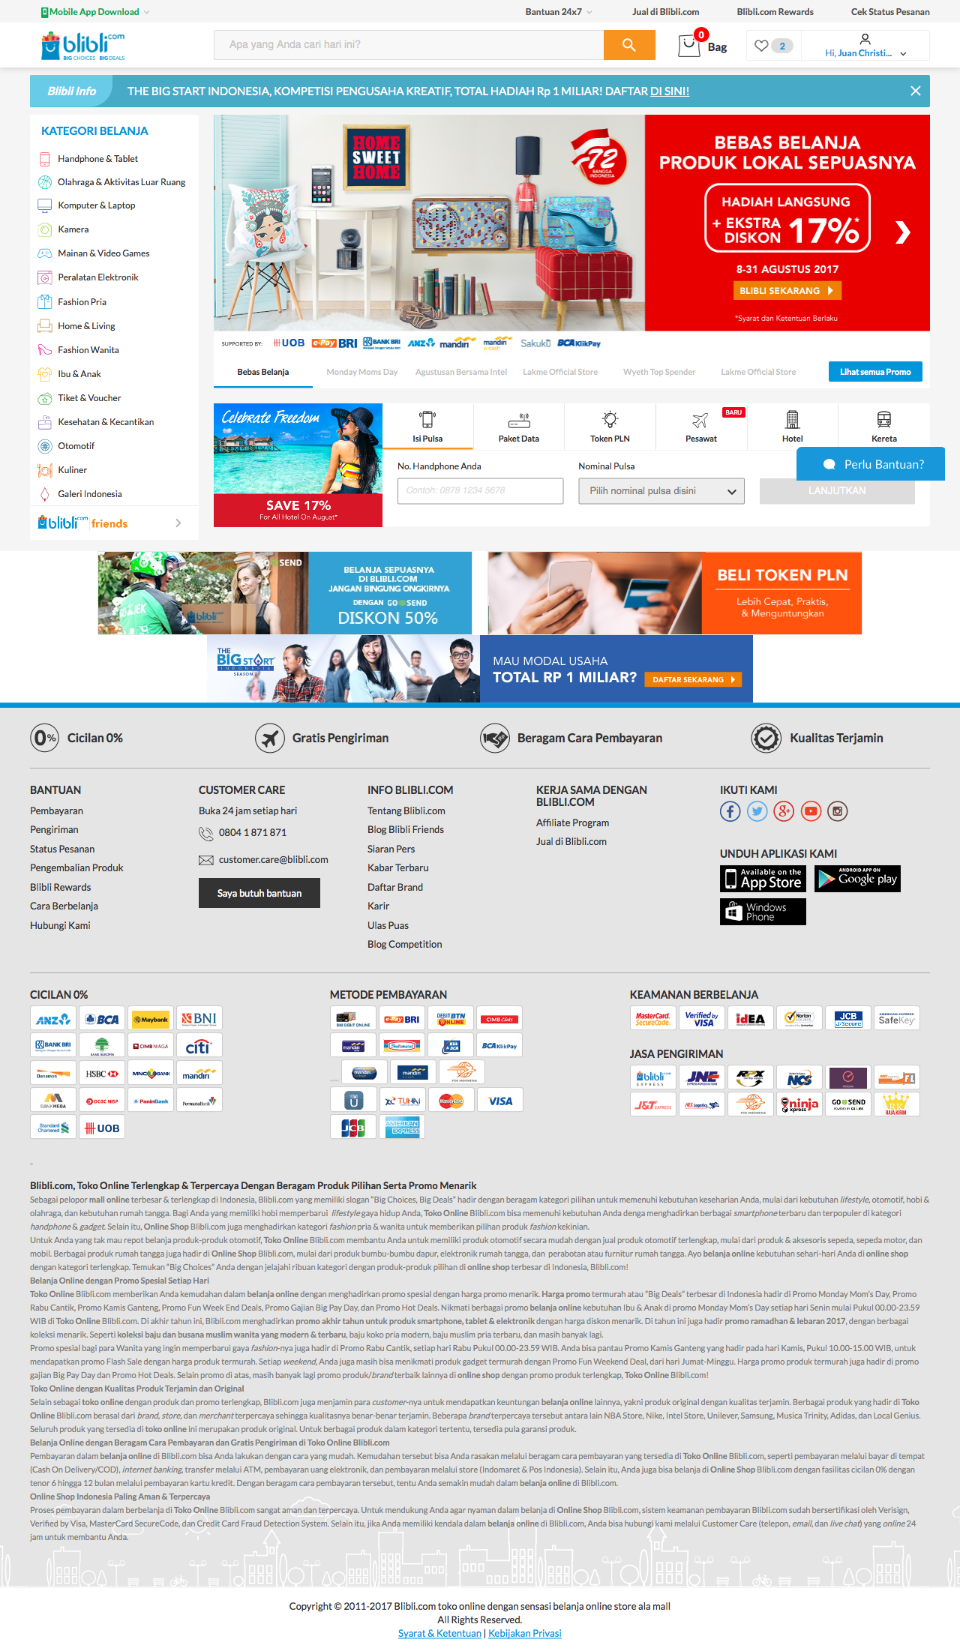 Mobile App Download
Bantuan 24x7
Jual di Blibli.com
Blibli.com Rewards
Cek Status Pesanan
blibli.com
BIG CHOICES BIG DEALS
Apa yang Anda cari hari ini?
0
Bag
2
Hi, Juan Christi...
Blibli Info
THE BIG START INDONESIA, KOMPETISI PENGUSAHA KREATIF, TOTAL HADIAH Rp 1 MILIAR! DAFTAR DI SINI!
KATEGORI BELANJA
Handphone & Tablet
Olahraga & Aktivitas Luar Ruang
Komputer & Laptop
Kamera
Mainan & Video Games
Peralatan Elektronik
Fashion Pria
Home & Living
Fashion Wanita
Ibu & Anak
Tiket & Voucher
Kesehatan & Kecantikan
Otomotif
Kuliner
Galeri Indonesia
blibli.com friends
HOME
SWEET
HOME
72
BANGGA
INDONESIA
BEBAS BELANJA
PRODUK LOKAL SEPUASNYA
HADIAH LANGSUNG
+ EKSTRA
DISKON 17%*
8-31 AGUSTUS 2017
BLIBLI SEKARANG
*Syarat dan Ketentuan Berlaku
SUPPORTED BY:
UOB
e-Pay BRI
BANK BRI
ANZ
mandiri
mandiri
Sakuku
BCA KlikPay
Bebas Belanja
Monday Moms Day
Agustusan Bersama Intel
Lakme Official Store
Wyeth Top Spender
Lakme Official Store
Lihat semua Promo
Celebrate Freedom
SAVE 17%
For All Hotel On August*
Isi Pulsa
Paket Data
Token PLN
Pesawat
BARU
Hotel
Kereta
No. Handphone Anda
Contoh: 0878 1234 5678
Nominal Pulsa
Pilih nominal pulsa disini
Perlu Bantuan?
LANJUTKAN
GO SEND
GOJEK
blibli
BELANJA SEPUASNYA
DI BLIBLI.COM
JANGAN BINGUNG ONGKIRNYA
DENGAN GO SEND
DISKON 50%
BELI TOKEN PLN
Lebih Cepat, Praktis,
& Menguntungkan
THE
BIG START
INDONESIA
SEASON
MAU MODAL USAHA
TOTAL RP 1 MILIAR?
DAFTAR SEKARANG
0%
Cicilan 0%
Gratis Pengiriman
Beragam Cara Pembayaran
Kualitas Terjamin
BANTUAN
Pembayaran
Pengiriman
Status Pesanan
Pengembalian Produk
Blibli Rewards
Cara Berbelanja
Hubungi Kami
CUSTOMER CARE
Buka 24 jam setiap hari
0804 1 871 871
customer.care@blibli.com
Saya butuh bantuan
INFO BLIBLI.COM
Tentang Blibli.com
Blog Blibli Friends
Siaran Pers
Kabar Terbaru
Daftar Brand
Karir
Ulas Puas
Blog Competition
KERJA SAMA DENGAN
BLIBLI.COM
Affiliate Program
Jual di Blibli.com
IKUTI KAMI
UNDUH APLIKASI KAMI
Available on the
App Store
ANDROID APP ON
Google play
Windows
Phone
CICILAN 0%
ANZ
BCA
Maybank
BNI
BANK BRI
CIMB NIAGA
citi
Danamon
HSBC
MNC BANK
mandiri
BANK MEGA
OCBC NISP
PaninBank
PermataBank
Standard
Chartered
UOB
METODE PEMBAYARAN
e-Pay BRI
DEBIT BTN
ONLINE
CIMB Clicks
mandiri
Indomaret
BCA KlikPay
mandiri
MasterCard
VISA
JCB
AMERICAN
EXPRESS
KEAMANAN BERBELANJA
MasterCard.
SecureCode.
Verified by
VISA
idEA
Norton
JCB
J/Secure
AMERICAN EXPRESS
SafeKey
JASA PENGIRIMAN
blibli
EXPRESS
JNE
RPX
NCS
J&T EXPRESS
ninja
xpress
GO SEND
RAJAKIRIM
-
Blibli.com, Toko Online Terlengkap & Terpercaya Dengan Beragam Produk Pilihan Serta Promo Menarik
Sebagai pelopor mall online terbesar & terlengkap di Indonesia, Blibli.com yang memiliki slogan "Big Choices, Big Deals" hadir dengan beragam kategori pilihan untuk memenuhi kebutuhan keseharian Anda, mulai dari kebutuhan lifestyle, otomotif, hobi &
olahraga, dan kebutuhan rumah tangga. Bagi Anda yang memiliki hobi memperbarui lifestyle gaya hidup Anda, Toko Online Blibli.com bisa memenuhi kebutuhan Anda denga menghadirkan berbagai smartphone terbaru dan terpopuler di kategori
handphone & gadget. Selain itu, Online Shop Blibli.com juga menghadirkan kategori fashion pria & wanita untuk memberikan pilihan produk fashion kekinian.
Untuk Anda yang tak mau repot belanja produk-produk otomotif, Toko Online Blibli.com membantu Anda untuk memiliki produk otomotif secara mudah dengan jual produk otomotif terlengkap, mulai dari produk & aksesoris sepeda, sepeda motor, dan
mobil. Berbagai produk rumah tangga juga hadir di Online Shop Blibli.com, mulai dari produk bumbu-bumbu dapur, elektronik rumah tangga, dan perabotan atau furnitur rumah tangga. Ayo belanja online kebutuhan sehari-hari Anda di online shop
dengan kategori terlengkap. Temukan "Big Choices" Anda dengan jelajahi ribuan kategori dengan produk-produk pilihan di online shop terbesar di Indonesia, Blibli.com!
Belanja Online dengan Promo Spesial Setiap Hari
Toko Online Blibli.com memberikan Anda kemudahan dalam belanja online dengan menghadirkan promo spesial dengan harga promo menarik. Harga promo termurah atau "Big Deals" terbesar di Indonesia hadir di Promo Monday Mom's Day, Promo
Rabu Cantik, Promo Kamis Ganteng, Promo Fun Week End Deals, Promo Gajian Big Pay Day, dan Promo Hot Deals. Nikmati berbagai promo belanja online kebutuhan Ibu & Anak di promo Monday Mom's Day setiap hari Senin mulai Pukul 00.00-23.59
WIB di Toko Online Blibli.com. Di akhir tahun ini, Blibli.com menghadirkan promo akhir tahun untuk produk smartphone, tablet & elektronik dengan harga diskon menarik. Di tahun ini juga hadir promo ramadhan & lebaran 2017, dengan berbagai
koleksi menarik. Seperti koleksi baju dan busana muslim wanita yang modern & terbaru, baju koko pria modern, baju muslim pria terbaru, dan masih banyak lagi.
Promo spesial bagi para Wanita yang ingin memperbarui gaya fashion-nya juga hadir di Promo Rabu Cantik, setiap hari Rabu Pukul 00.00-23.59 WIB. Anda bisa pantau Promo Kamis Ganteng yang hadir pada hari Kamis, Pukul 10.00-15.00 WIB, untuk
mendapatkan promo Flash Sale dengan harga produk termurah. Setiap weekend, Anda juga masih bisa menikmati produk gadget termurah dengan Promo Fun Weekend Deal, dari hari Jumat-Minggu. Harga promo produk termurah juga hadir di promo
gajian Big Pay Day dan Promo Hot Deals. Selain promo di atas, masih banyak lagi promo produk/brand terbaik lainnya di online shop dengan promo produk terlengkap, Toko Online Blibli.com!
Toko Online dengan Kualitas Produk Terjamin dan Original
Selain sebagai toko online dengan produk dan promo terlengkap, Blibli.com juga menjamin para customer-nya untuk mendapatkan keuntungan belanja online lainnya, yakni produk original dengan kualitas terjamin. Berbagai produk yang hadir di Toko
Online Blibli.com berasal dari brand, store, dan merchant terpercaya sehingga kualitasnya benar-benar terjamin. Beberapa brand terpercaya tersebut antara lain NBA Store, Nike, Intel Store, Unilever, Samsung, Musica Trinity, Adidas, dan Local Genius.
Seluruh produk yang tersedia di toko online ini merupakan produk original. Untuk berbagai produk dalam kategori tertentu, tersedia pula garansi produk.
Belanja Online dengan Beragam Cara Pembayaran dan Gratis Pengiriman di Toko Online Blibli.com
Pembayaran dalam belanja online di Blibli.com bisa Anda lakukan dengan cara yang mudah. Kemudahan tersebut bisa Anda rasakan melalui beragam cara pembayaran yang tersedia di Toko Online Blibli.com, seperti pembayaran melalui bayar di tempat
(Cash On Delivery/COD), internet banking, transfer melalui ATM, pembayaran uang elektronik, dan pembayaran melalui store (Indomaret & Pos Indonesia). Selain itu, Anda juga bisa belanja di Online Shop Blibli.com dengan fasilitas cicilan 0% dengan
tenor 6 hingga 12 bulan melalui pembayaran kartu kredit. Dengan beragam cara pembayaran tersebut, tentu Anda semakin mudah dalam belanja online di Blibli.com.
Online Shop Indonesia Paling Aman & Terpercaya
Proses pembayaran dalam berbelanja di Toko Online Blibli.com sangat aman dan terpercaya. Untuk mendukung Anda agar nyaman dalam belanja di Online Shop Blibli.com, sistem keamanan pembayaran Blibli.com sudah bersertifikasi oleh Verisign,
Verified by Visa, MasterCard SecureCode, dan Credit Card Fraud Detection System. Selain itu, jika Anda memiliki kendala dalam belanja online di Blibli.com, Anda bisa hubungi kami melalui Customer Care (telepon, email, dan live chat) yang online 24
jam untuk membantu Anda.
Copyright © 2011-2017 Blibli.com toko online dengan sensasi belanja online store ala mall
All Rights Reserved.
Syarat & Ketentuan | Kebijakan Privasi